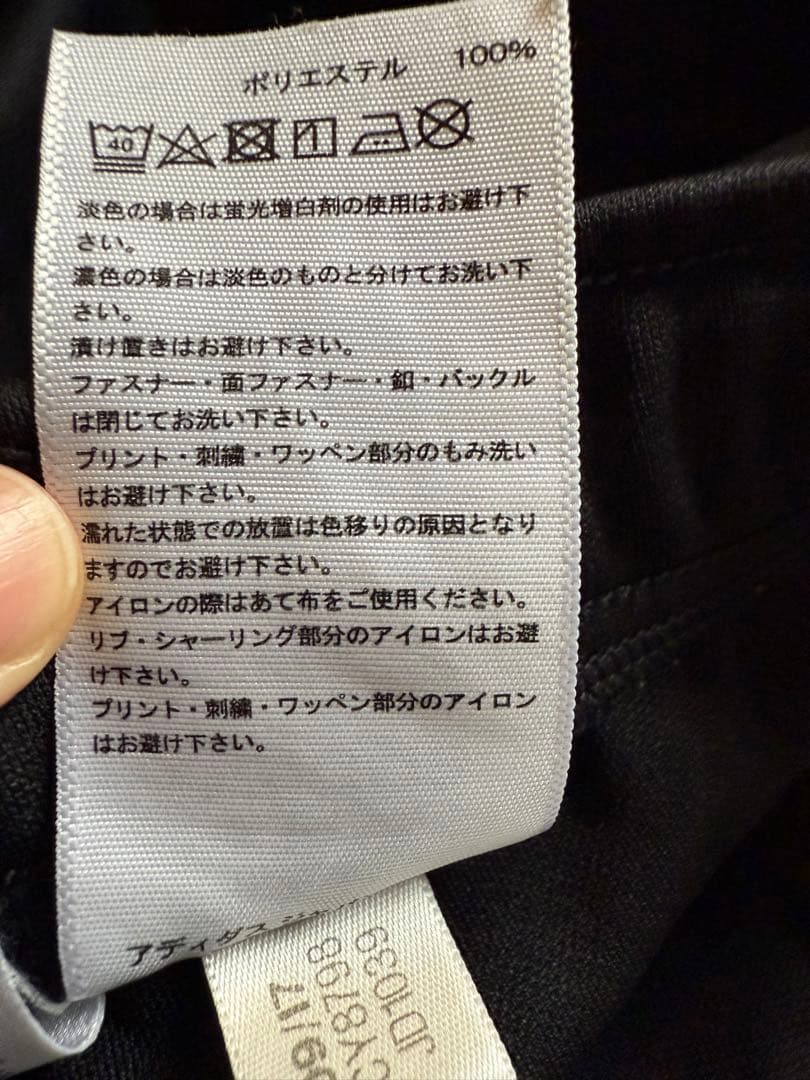 ポリエステル 100%
40
淡色の場合は蛍光増白剤の使用はお避け下
さい。
濃色の場合は淡色のものと分けてお洗い下
さい。
漬け置きはお避け下さい。
ファスナー・面ファスナー・釦・バックル
は閉じてお洗い下さい。
プリント・刺繍・ワッペン部分のもみ洗い
はお避け下さい。
濡れた状態での放置は色移りの原因となり
ますのでお避け下さい。
アイロンの際はあて布をご使用ください。
リブ・シャーリング部分のアイロンはお避
け下さい。
プリント・刺繍・ワッペン部分のアイロン
はお避け下さい。
アディダス
JD1039
CY8798
9/17